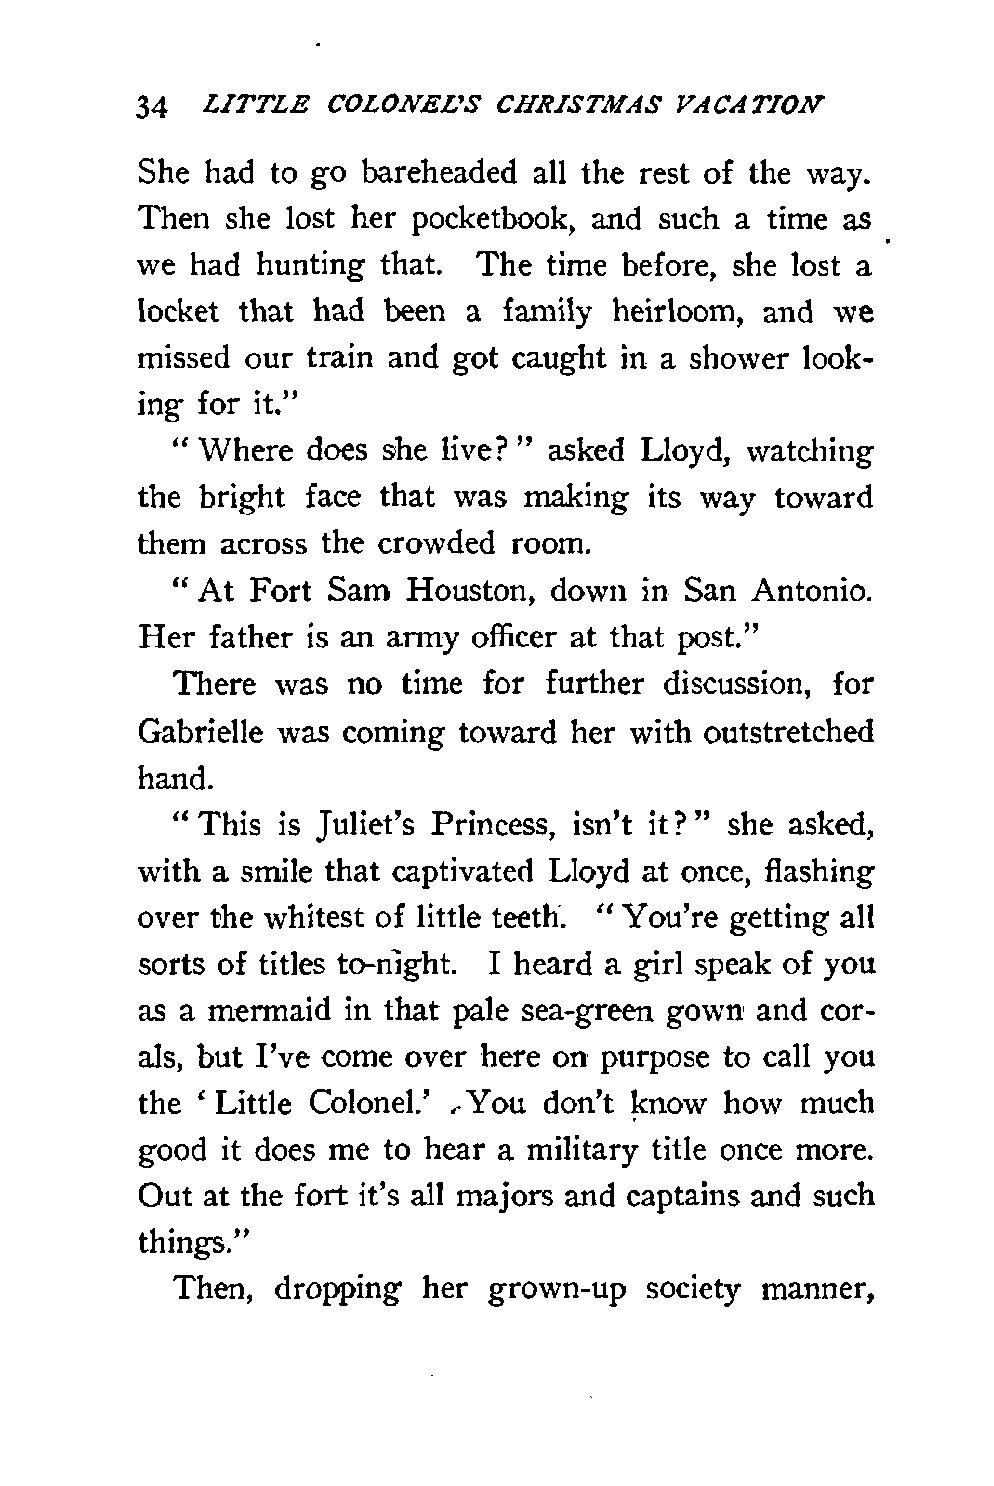 34 LITTLE COLONEL'S CHRISTMAS VACATION
She had to go bareheaded all the rest of the way.
Then she lost her pocketbook, and such a time as
we had hunting that. The time before, she lost a
locket that had been a family heirloom, and we
missed our train and got caught in a shower look-
ing for it."
"Where does she live?" asked Lloyd, watching
the bright face that was making its way toward
them across the crowded room.
"At Fort Sam Houston, down in San Antonio.
Her father is an army officer at that post."
There was no time for further discussion, for
Gabrielle was coming toward her with outstretched
hand.
"This is Juliet's Princess, isn't it?" she asked,
with a smile that captivated Lloyd at once, flashing
over the whitest of little teeth. "You're getting all
sorts of titles to-night. I heard a girl speak of you
as a mermaid in that pale sea-green gown and cor-
als, but I've come over here on purpose to call you
the 'Little Colonel.' You don't know how much
good it does me to hear a military title once more.
Out at the fort it's all majors and captains and such
things."
Then, dropping her grown-up society manner,